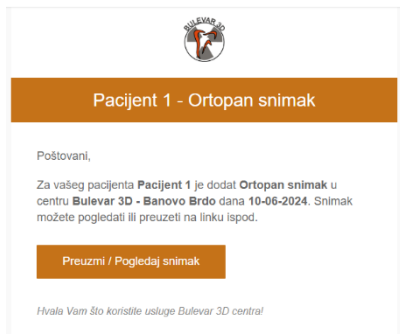 BULEVAR 3D
Pacijent 1 - Ortopan snimak
Poštovani,
Za vašeg pacijenta Pacijent 1 je dodat Ortopan snimak u
centru Bulevar 3D - Banovo Brdo dana 10-06-2024. Snimak
možete pogledati ili preuzeti na linku ispod.
Preuzmi / Pogledaj snimak
Hvala Vam što koristite usluge Bulevar 3D centra!